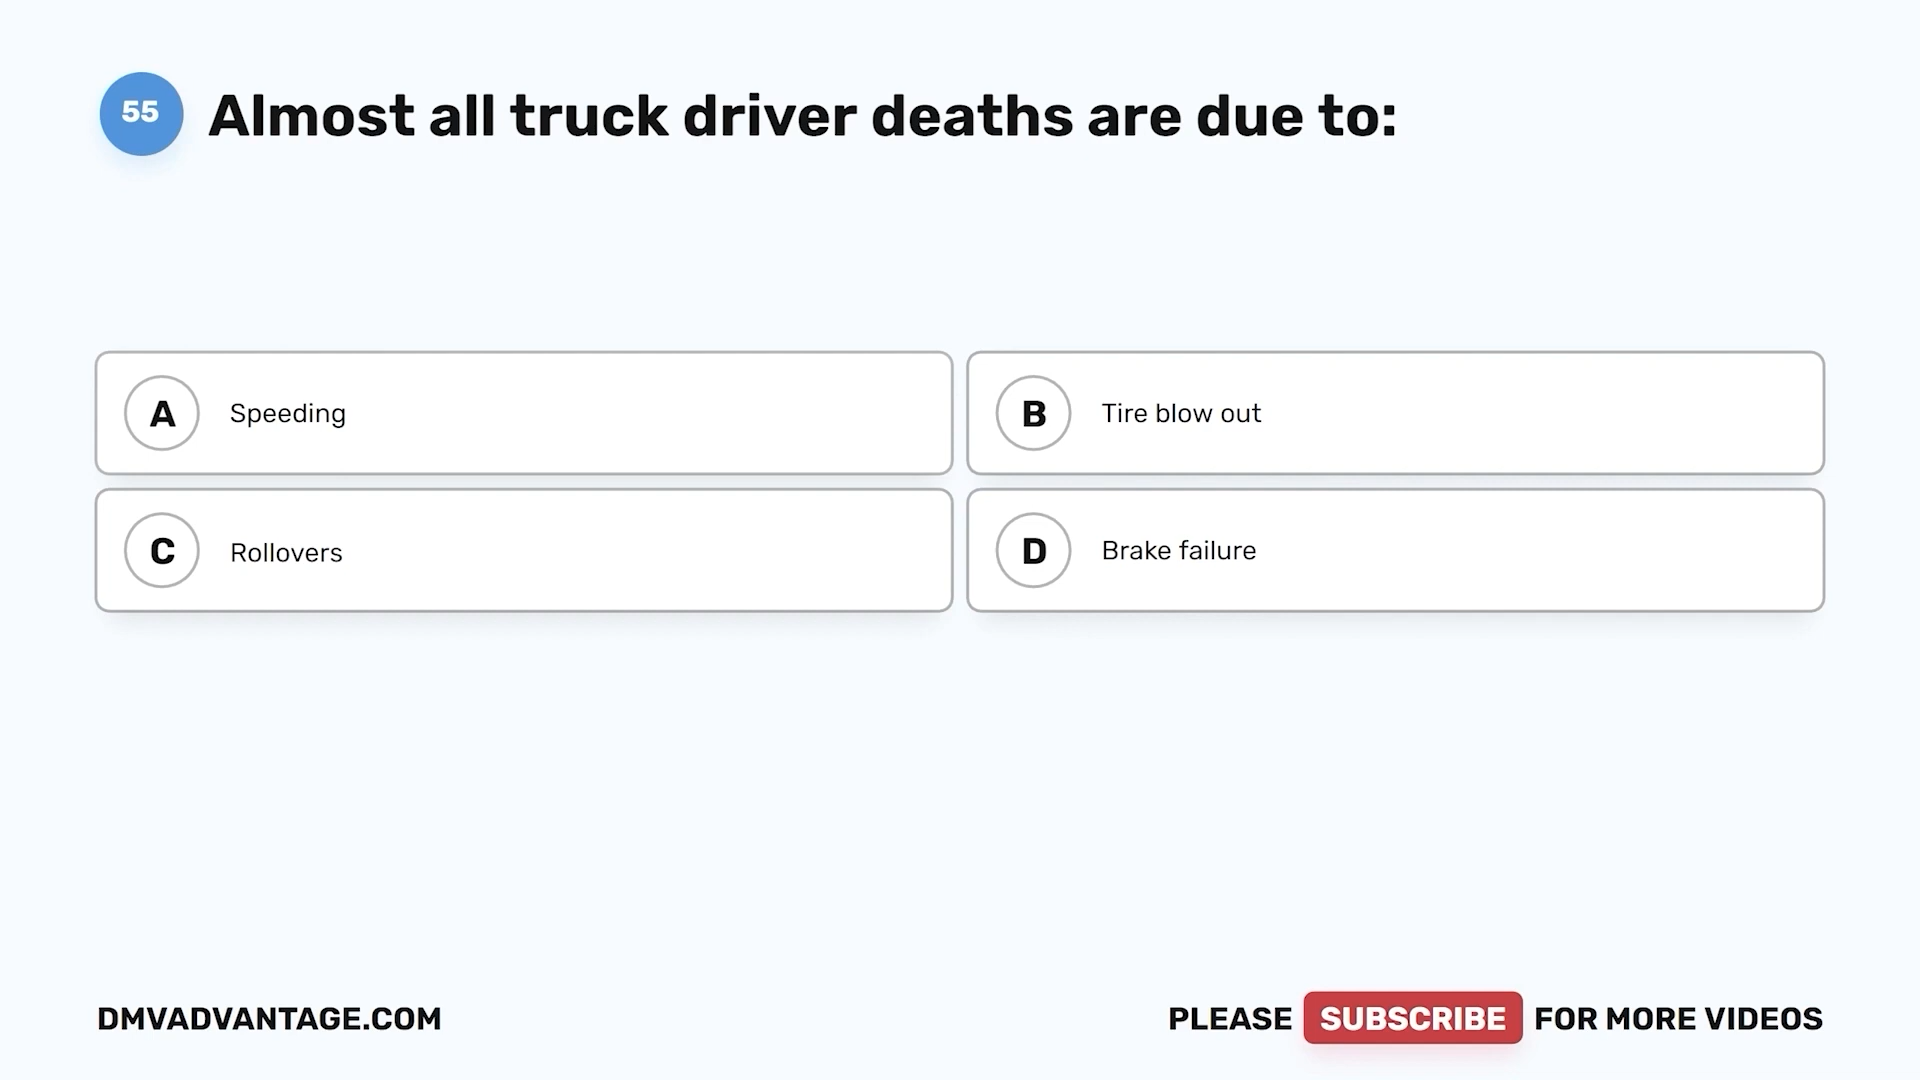 55 Almost all truck driver deaths are due to:
A Speeding
B Tire blow out
C Rollovers
D Brake failure
DMVADVANTAGE.COM
PLEASE SUBSCRIBE FOR MORE VIDEOS